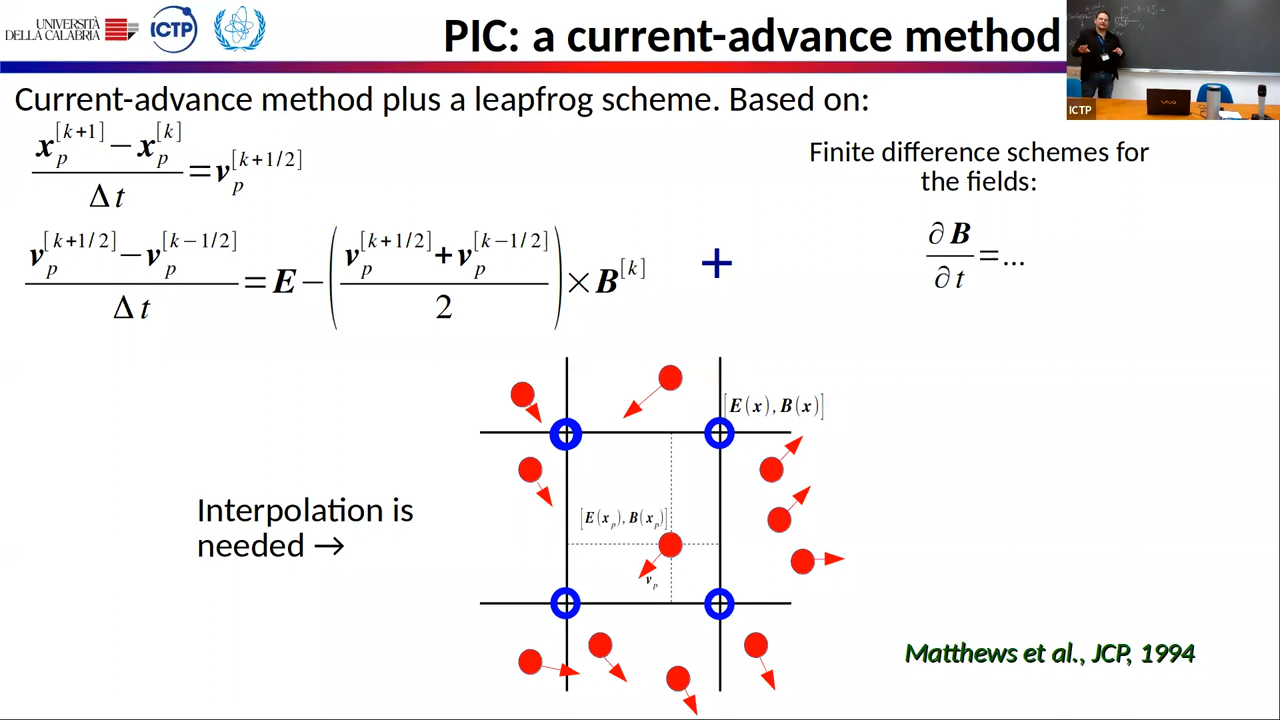 UNIVERSITÀ
DELLA CALABRIA
ICTP
PIC: a current-advance method
Current-advance method plus a leapfrog scheme. Based on:
x_p^[k+1] − x_p^[k] / Δt = v_p^[k+1/2]
v_p^[k+1/2] − v_p^[k−1/2] / Δt = E − (v_p^[k+1/2] + v_p^[k−1/2] / 2) × B^[k]
+
Finite difference schemes for
the fields:
∂B / ∂t = ...
[E(x), B(x)]
Interpolation is
needed →
[E(x_p), B(x_p)]
v_p
Matthews et al., JCP, 1994
ICTP
VAIO